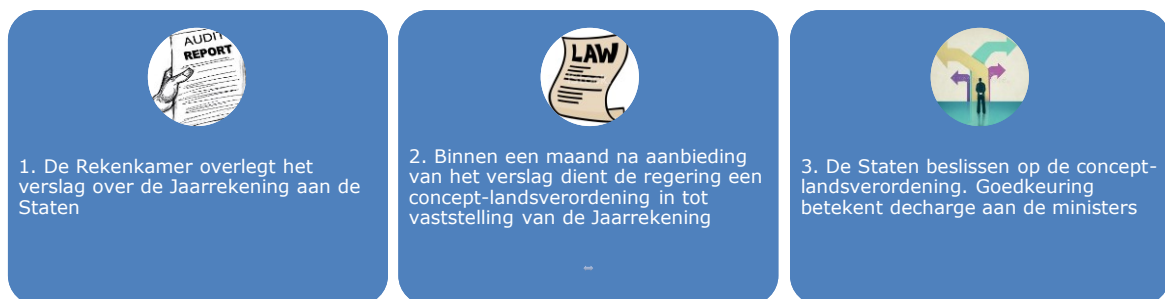 AUDIT
REPORT
1. De Rekenkamer overlegt het
verslag over de Jaarrekening aan de
Staten
LAW
2. Binnen een maand na aanbieding
van het verslag dient de regering een
concept-landsverordening in tot
vaststelling van de Jaarrekening
3. De Staten beslissen op de concept-
landsverordening. Goedkeuring
betekent decharge aan de ministers